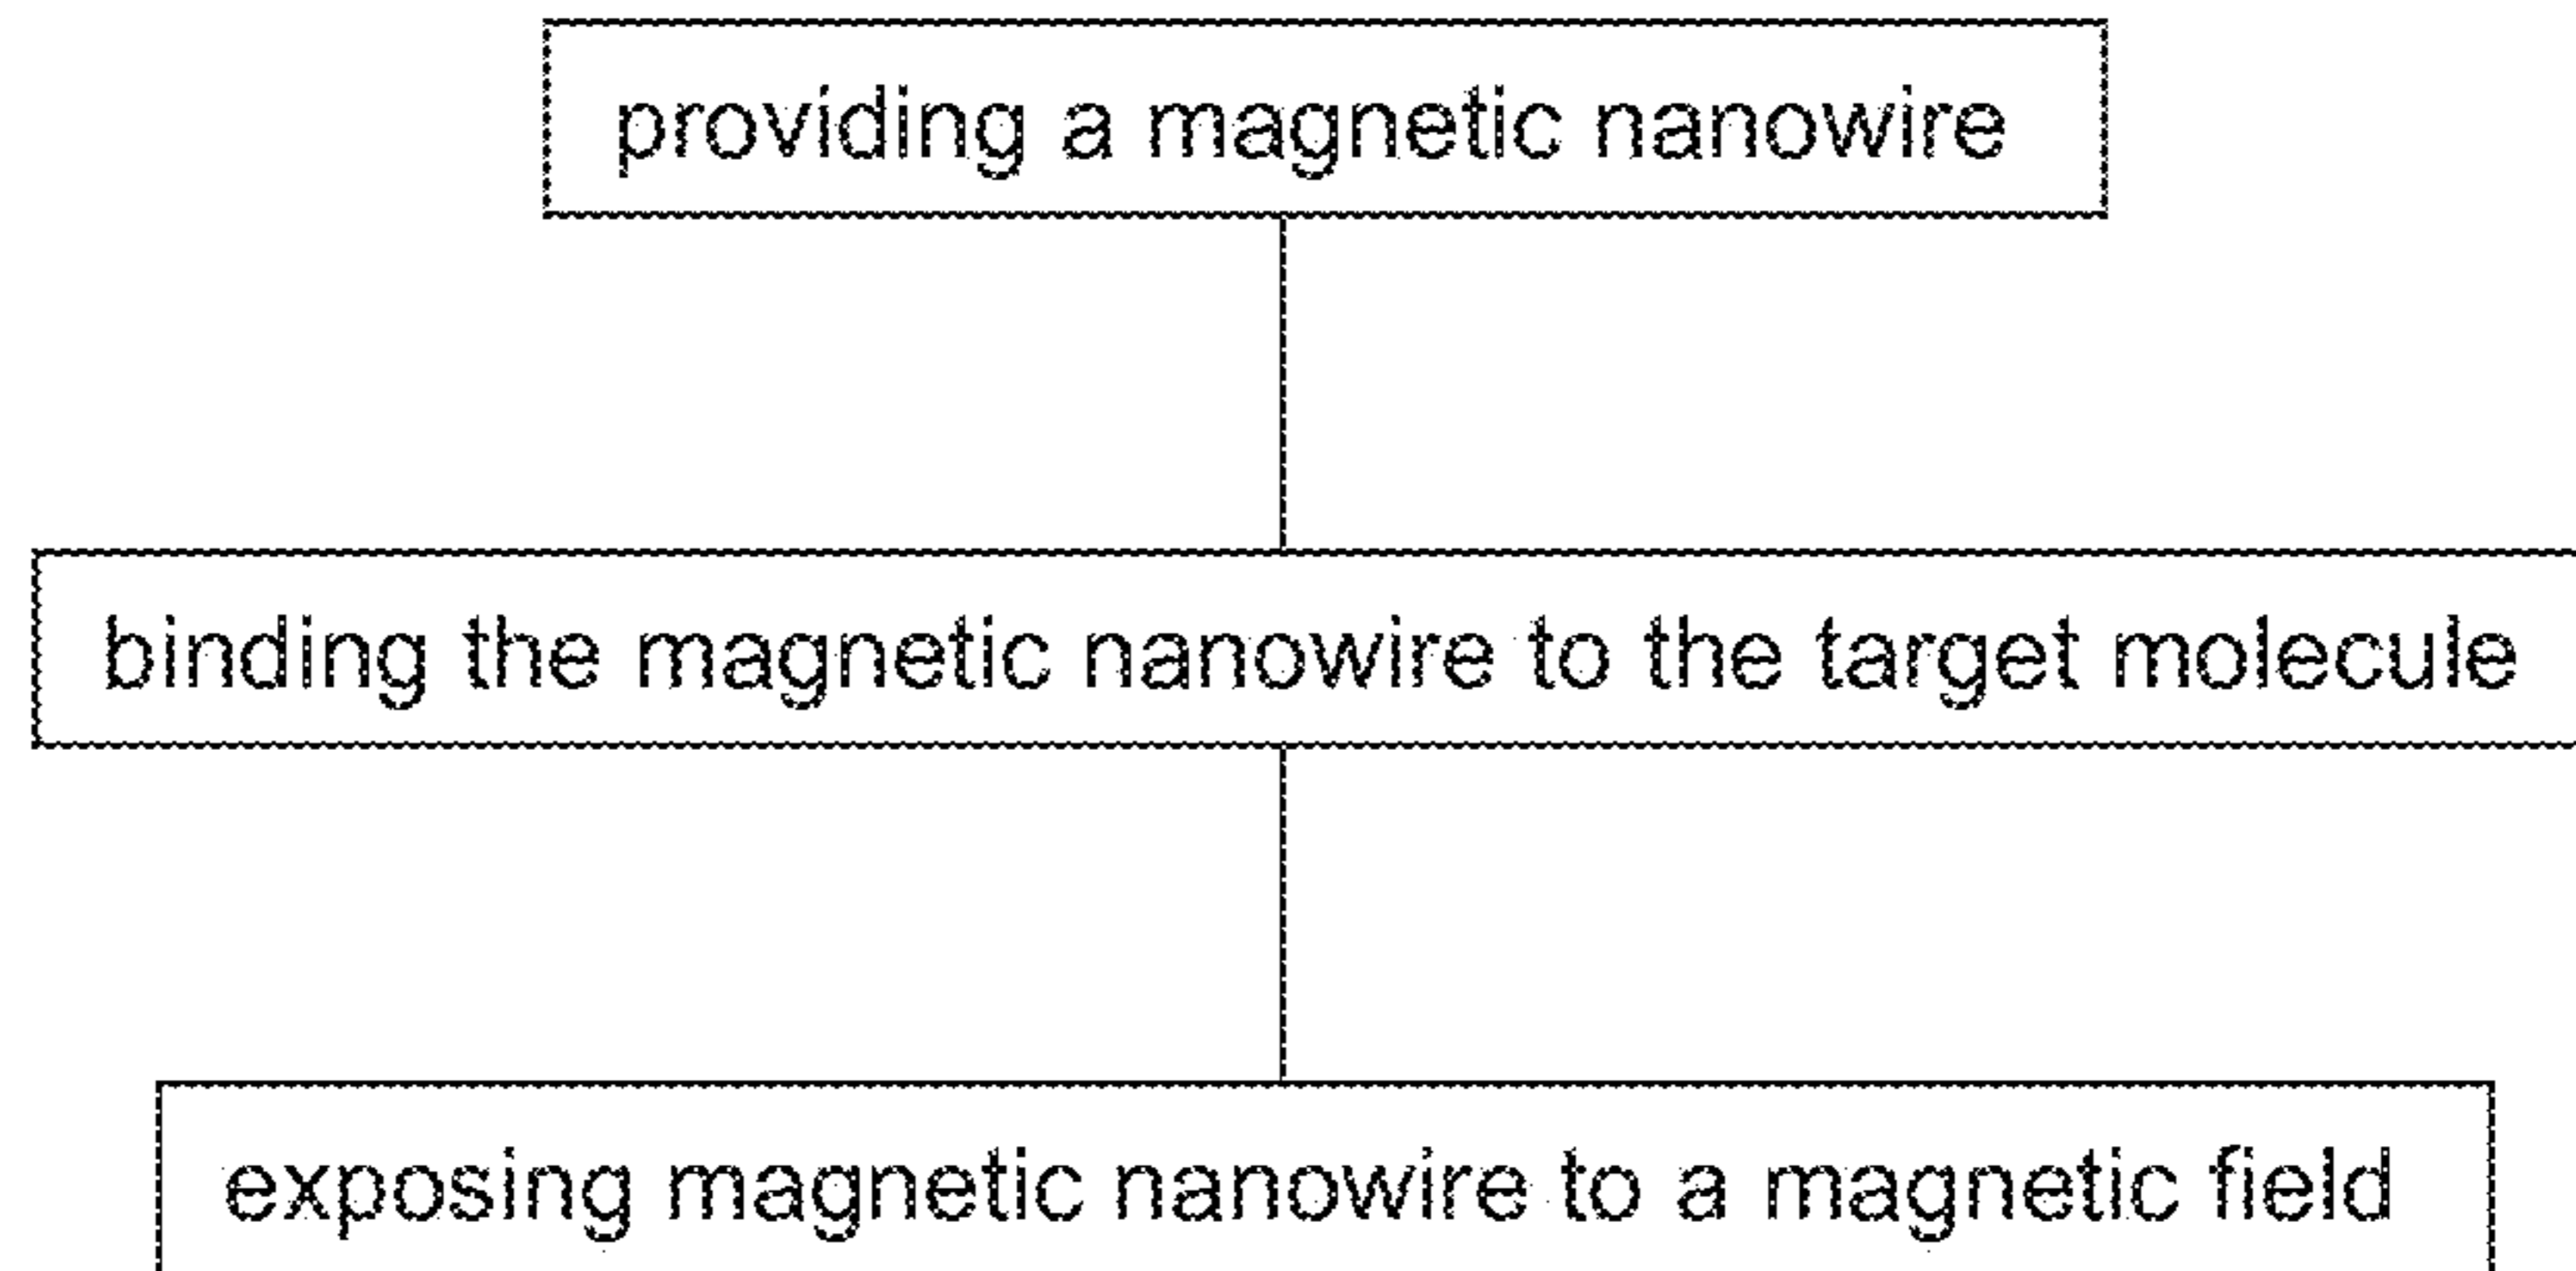 providing a magnetic nanowire
binding the magnetic nanowire to the target molecule
exposing magnetic nanowire to a magnetic field